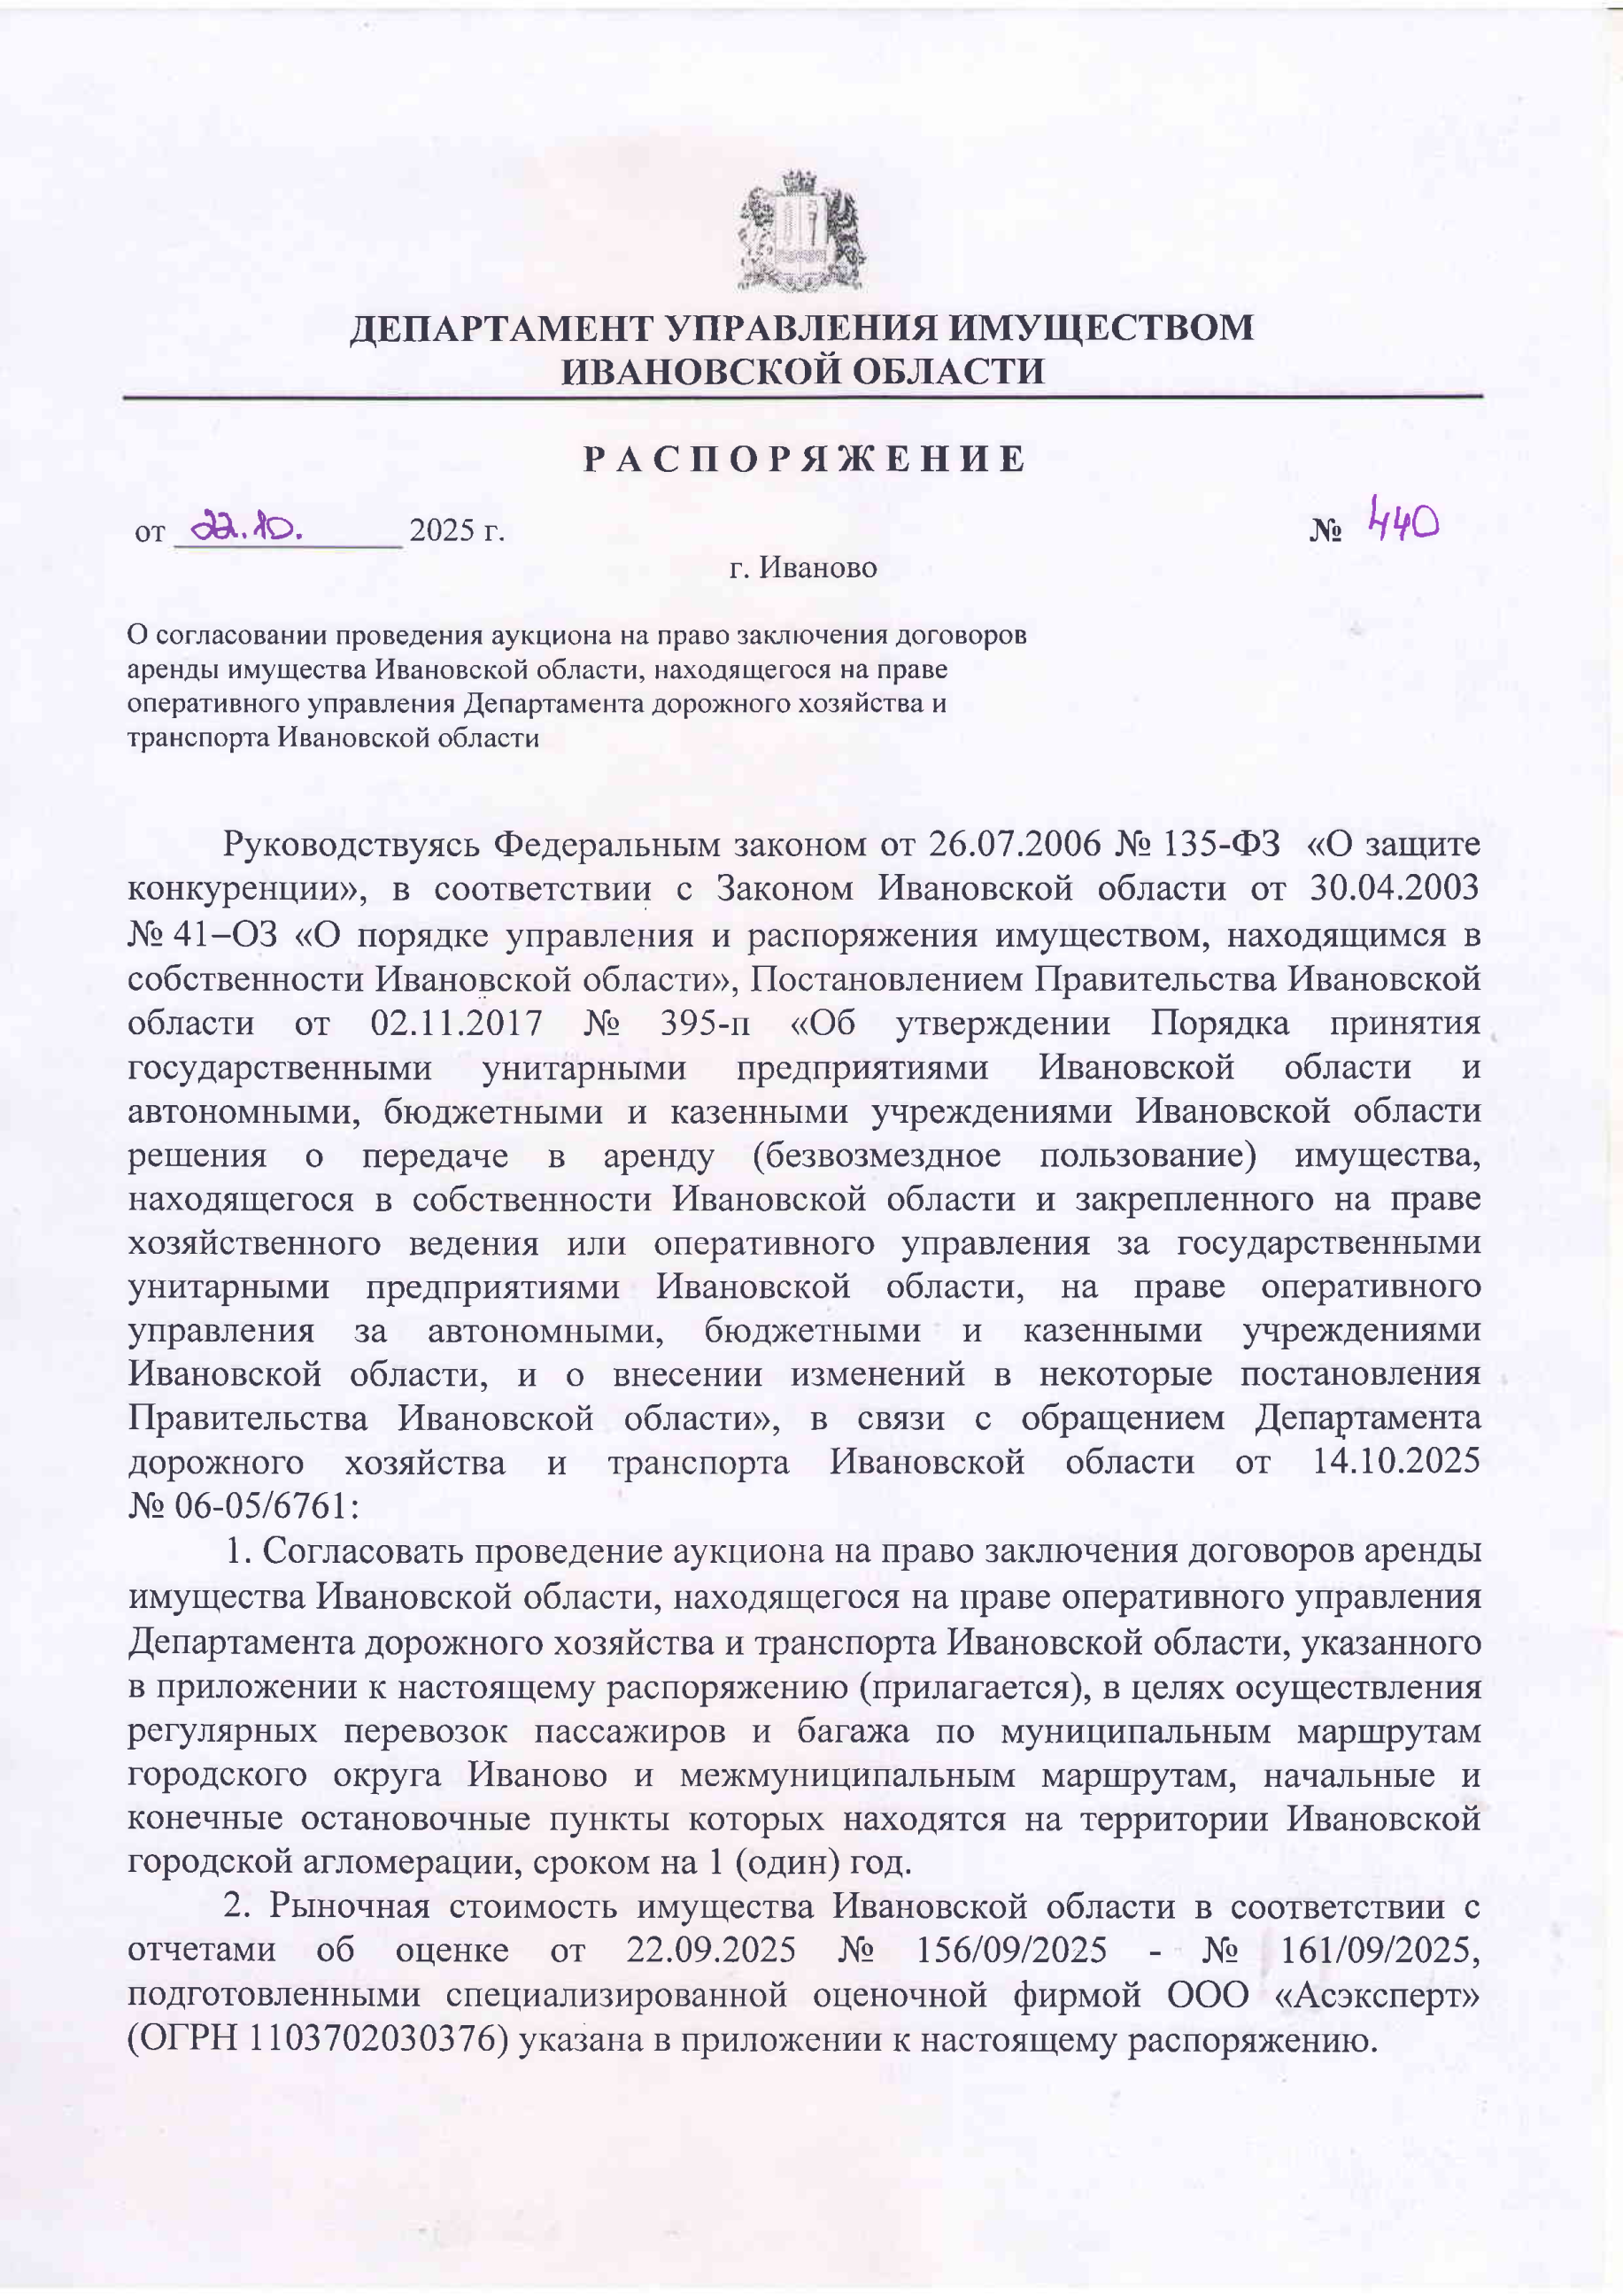 ДЕПАРТАМЕНТ УПРАВЛЕНИЯ ИМУЩЕСТВОМ
ИВАНОВСКОЙ ОБЛАСТИ
РАСПОРЯЖЕНИЕ
от 22.10. 2025 г.
№ 440
г. Иваново
О согласовании проведения аукциона на право заключения договоров
аренды имущества Ивановской области, находящегося на праве
оперативного управления Департамента дорожного хозяйства и
транспорта Ивановской области
Руководствуясь Федеральным законом от 26.07.2006 № 135-ФЗ «О защите
конкуренции», в соответствии с Законом Ивановской области от 30.04.2003
№ 41–ОЗ «О порядке управления и распоряжения имуществом, находящимся в
собственности Ивановской области», Постановлением Правительства Ивановской
области от 02.11.2017 № 395-п «Об утверждении Порядка принятия
государственными унитарными предприятиями Ивановской области и
автономными, бюджетными и казенными учреждениями Ивановской области
решения о передаче в аренду (безвозмездное пользование) имущества,
находящегося в собственности Ивановской области и закрепленного на праве
хозяйственного ведения или оперативного управления за государственными
унитарными предприятиями Ивановской области, на праве оперативного
управления за автономными, бюджетными и казенными учреждениями
Ивановской области, и о внесении изменений в некоторые постановления
Правительства Ивановской области», в связи с обращением Департамента
дорожного хозяйства и транспорта Ивановской области от 14.10.2025
№ 06-05/6761:
1. Согласовать проведение аукциона на право заключения договоров аренды
имущества Ивановской области, находящегося на праве оперативного управления
Департамента дорожного хозяйства и транспорта Ивановской области, указанного
в приложении к настоящему распоряжению (прилагается), в целях осуществления
регулярных перевозок пассажиров и багажа по муниципальным маршрутам
городского округа Иваново и межмуниципальным маршрутам, начальные и
конечные остановочные пункты которых находятся на территории Ивановской
городской агломерации, сроком на 1 (один) год.
2. Рыночная стоимость имущества Ивановской области в соответствии с
отчетами об оценке от 22.09.2025 № 156/09/2025 - № 161/09/2025,
подготовленными специализированной оценочной фирмой ООО «Асэксперт»
(ОГРН 1103702030376) указана в приложении к настоящему распоряжению.